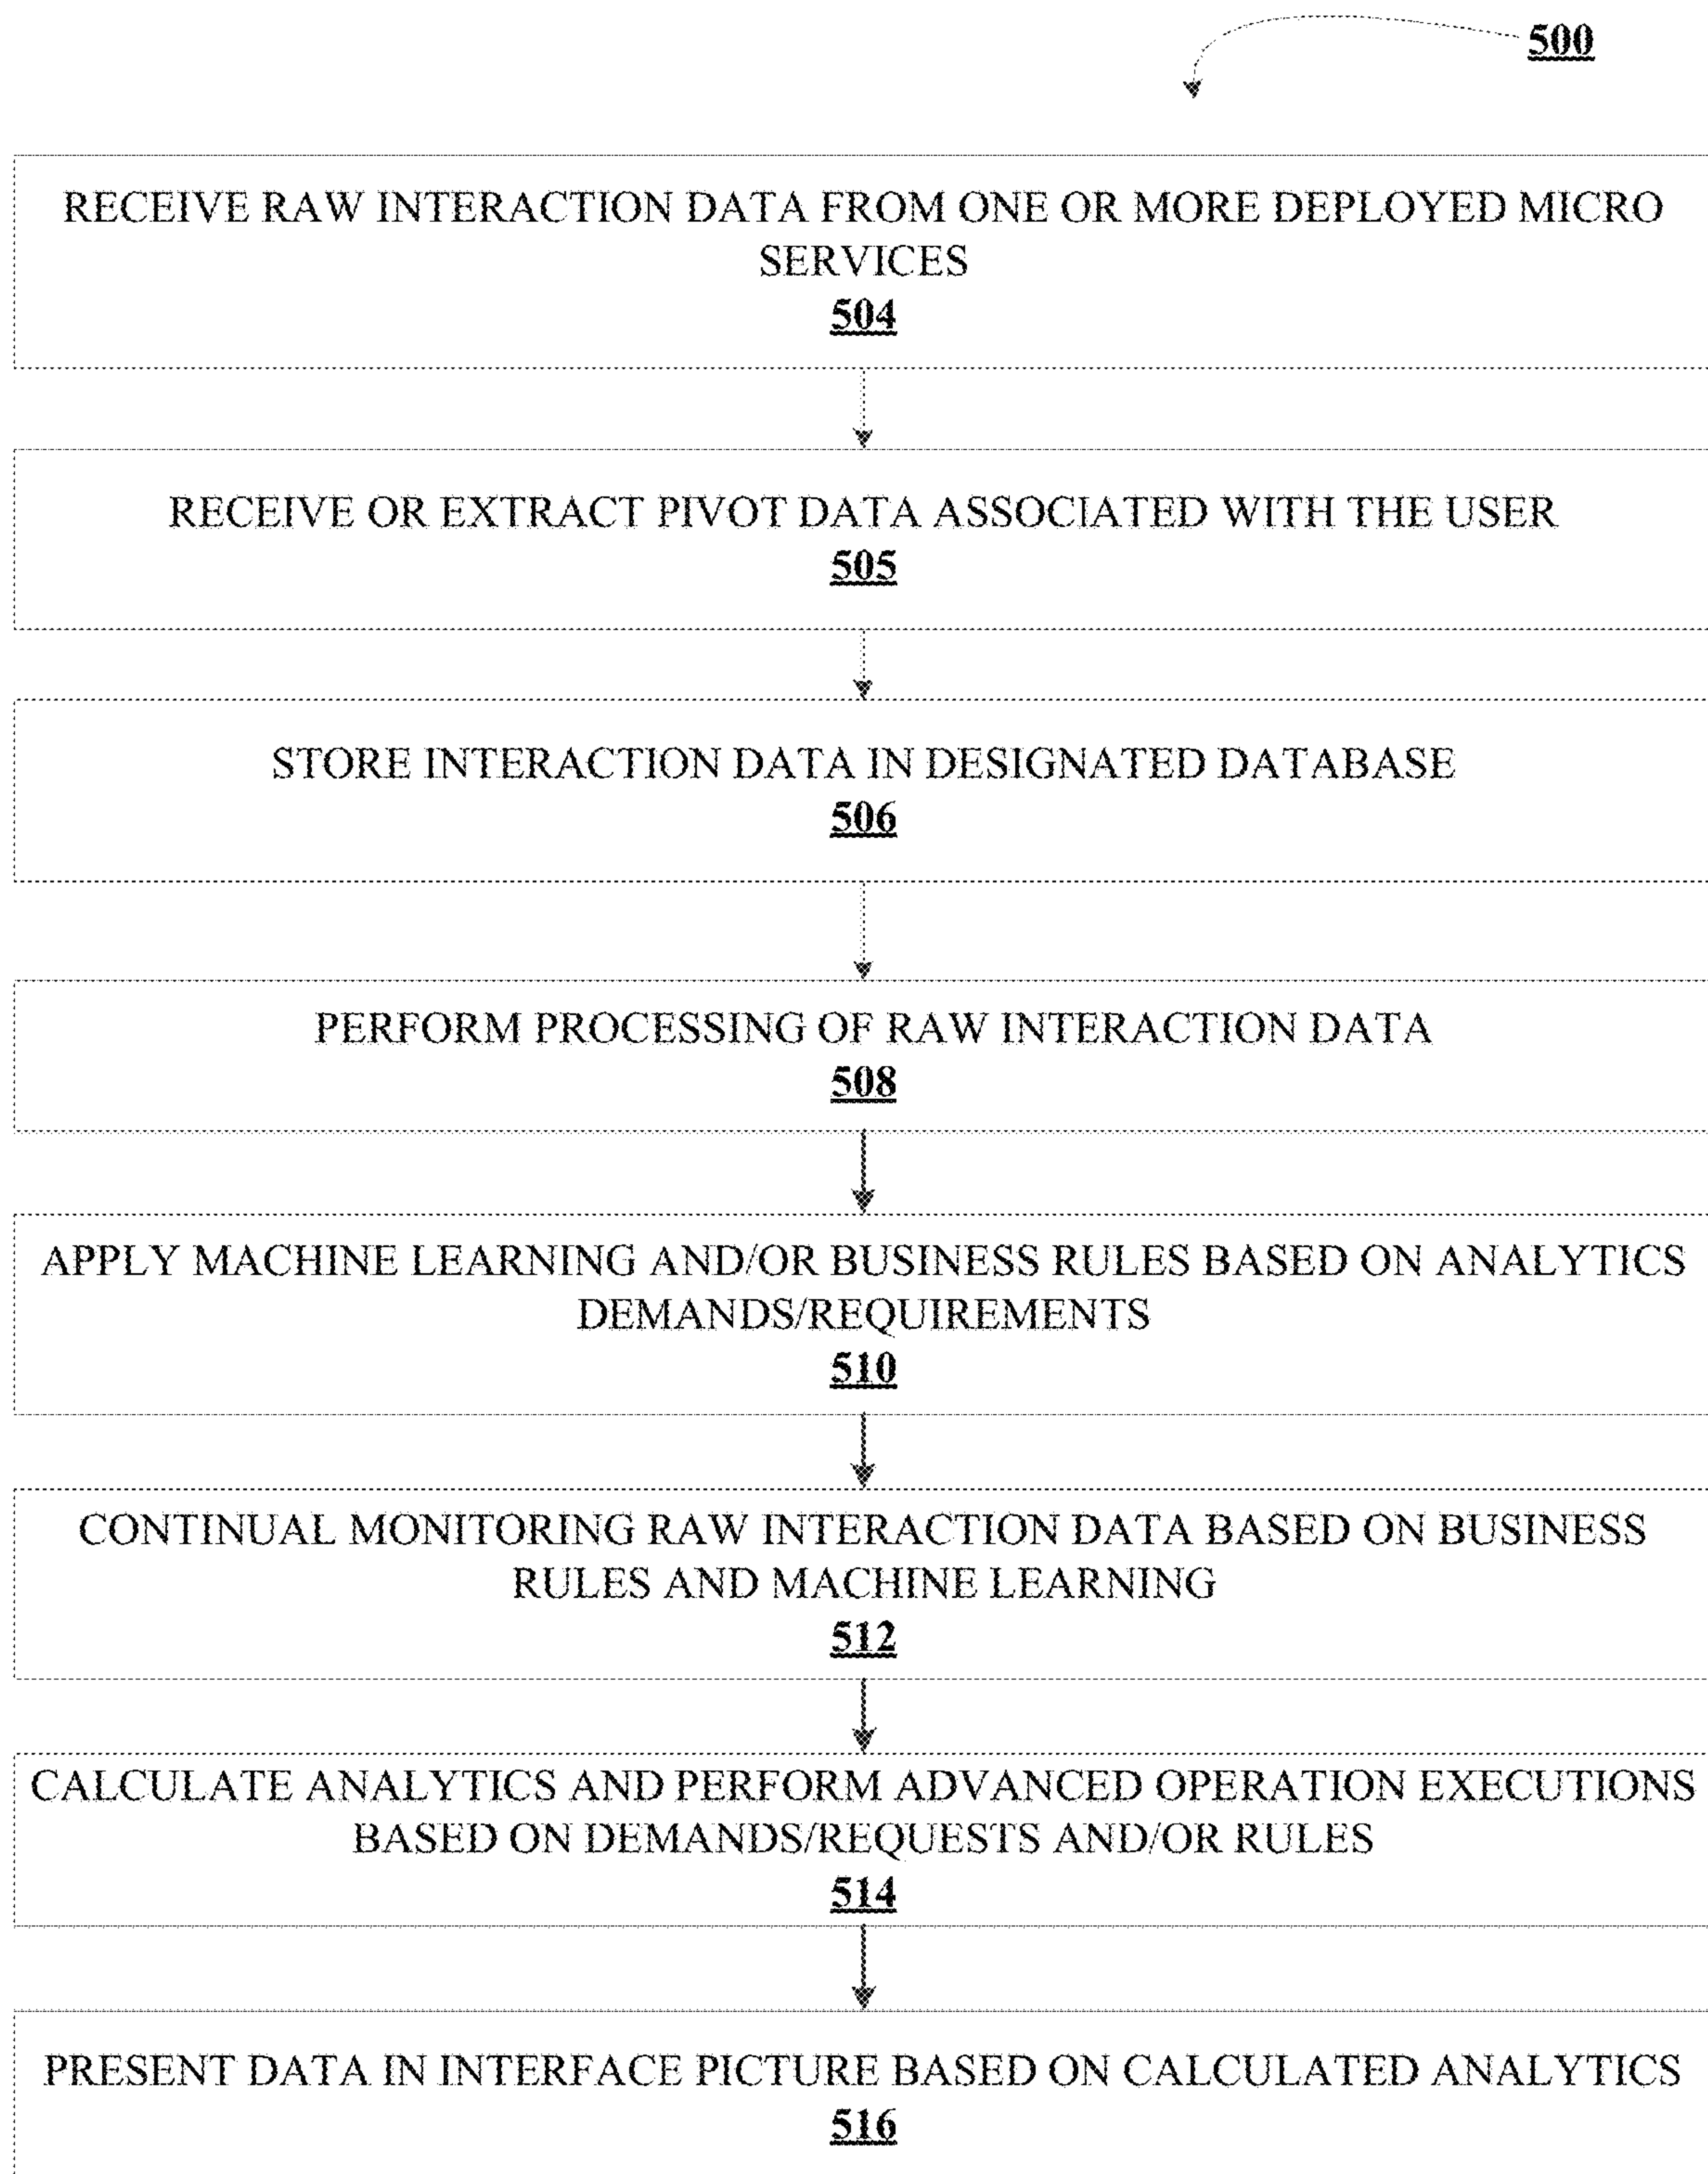 500
RECEIVE RAW INTERACTION DATA FROM ONE OR MORE DEPLOYED MICRO
SERVICES
504
RECEIVE OR EXTRACT PIVOT DATA ASSOCIATED WITH THE USER
505
STORE INTERACTION DATA IN DESIGNATED DATABASE
506
PERFORM PROCESSING OF RAW INTERACTION DATA
508
APPLY MACHINE LEARNING AND/OR BUSINESS RULES BASED ON ANALYTICS
DEMANDS/REQUIREMENTS
510
CONTINUAL MONITORING RAW INTERACTION DATA BASED ON BUSINESS
RULES AND MACHINE LEARNING
512
CALCULATE ANALYTICS AND PERFORM ADVANCED OPERATION EXECUTIONS
BASED ON DEMANDS/REQUESTS AND/OR RULES
514
PRESENT DATA IN INTERFACE PICTURE BASED ON CALCULATED ANALYTICS
516